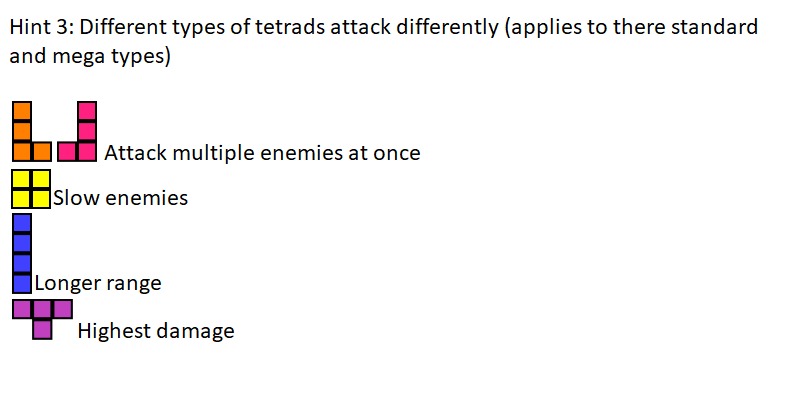 Hint 3: Different types of tetrads attack differently (applies to there standard
and mega types)
Attack multiple enemies at once
Slow enemies
Longer range
Highest damage